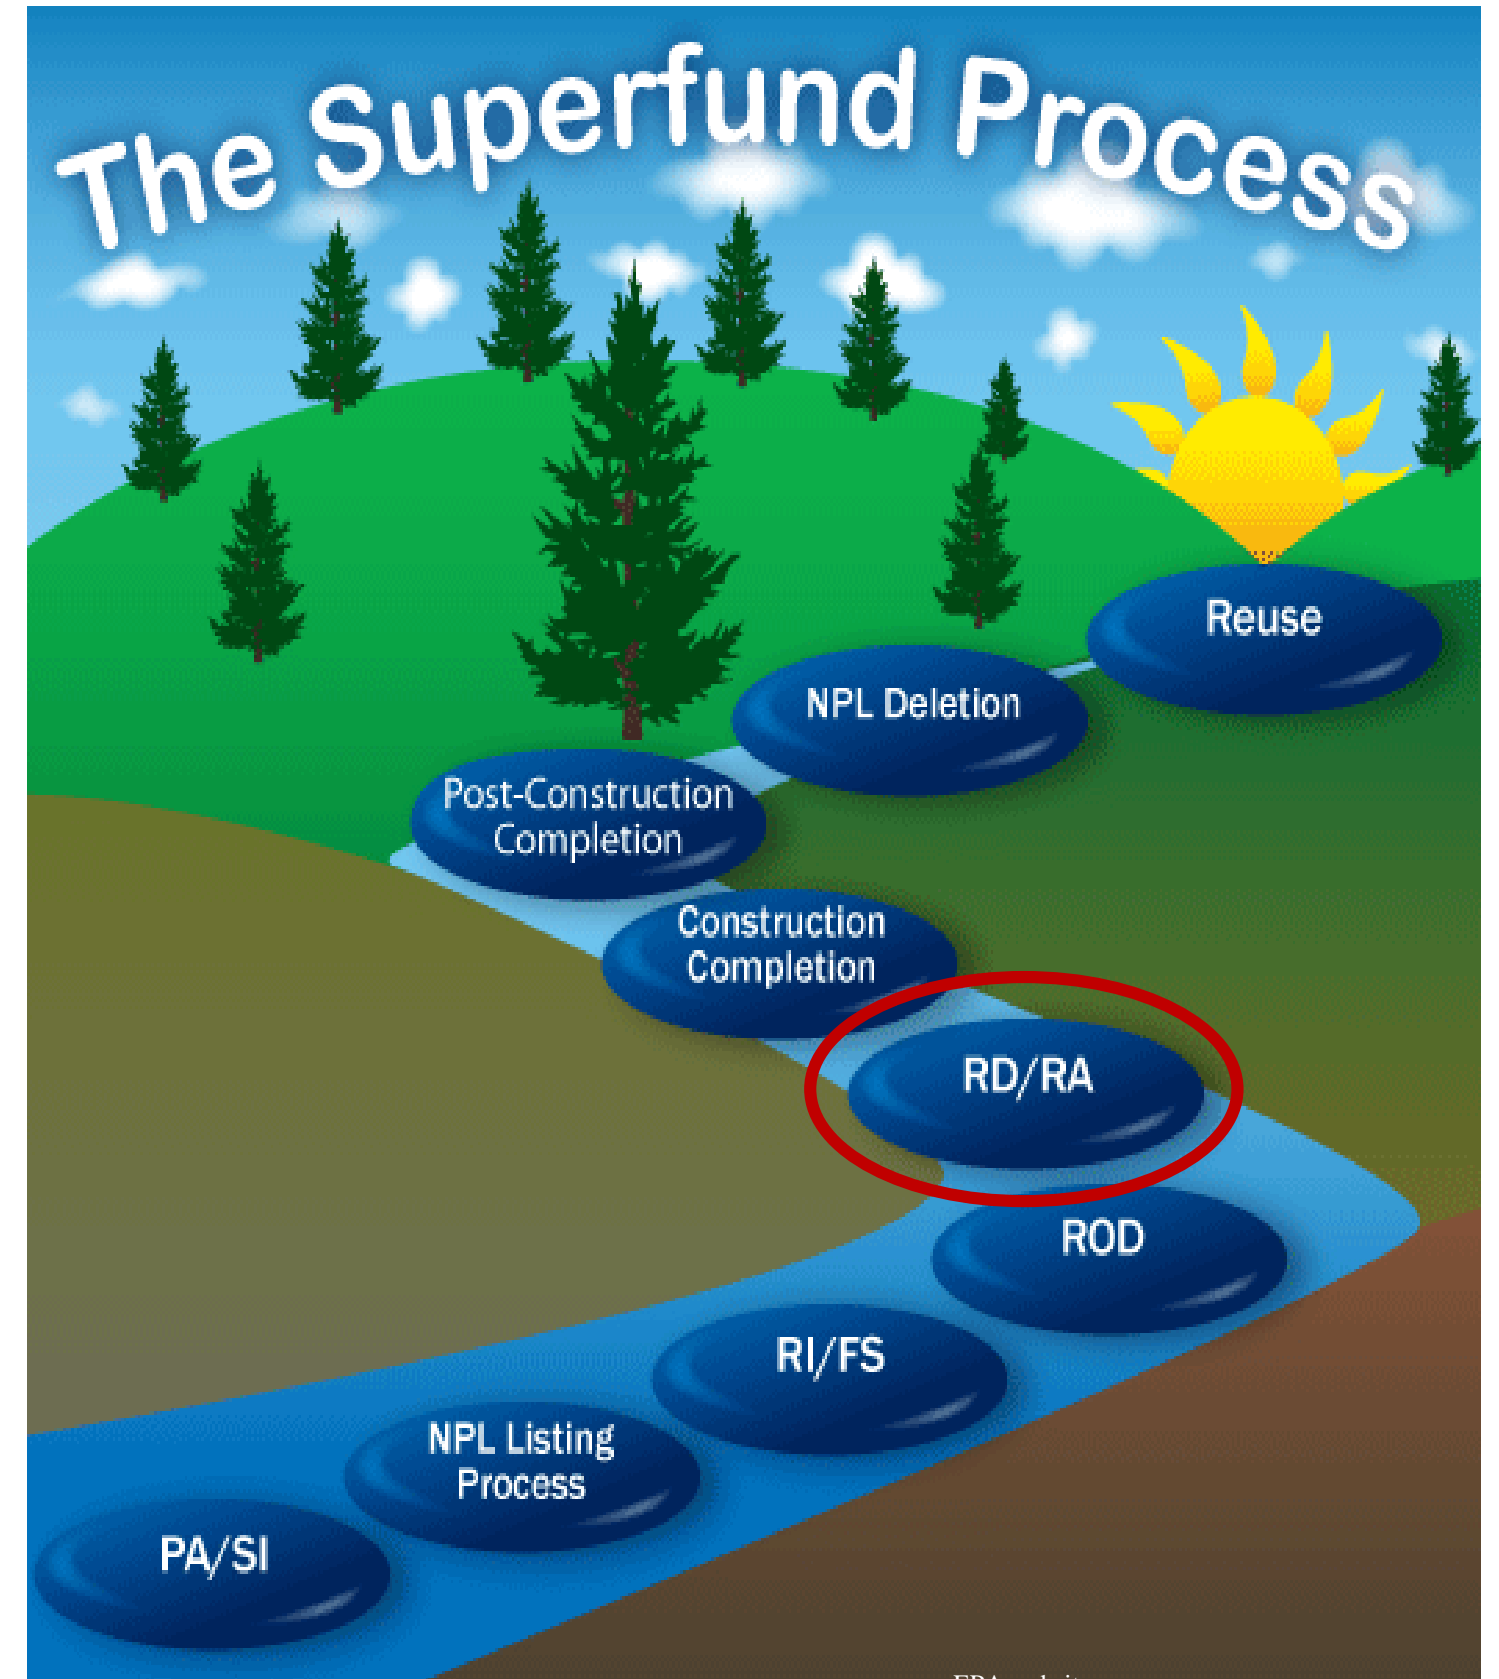 The Superfund Process
Reuse
NPL Deletion
Post-Construction
Completion
Construction
Completion
RD/RA
ROD
RI/FS
NPL Listing
Process
PA/SI